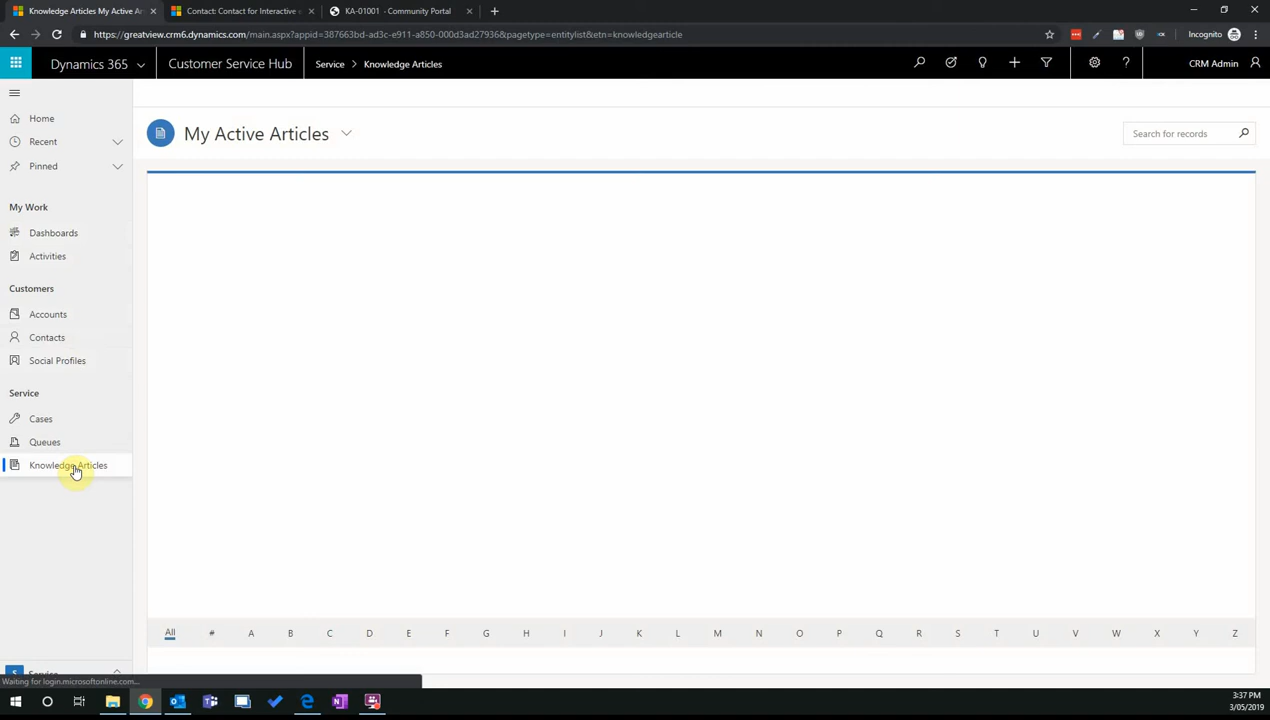 Knowledge Articles My Active Ar
Contact: Contact for Interactive e
KA-01001 - Community Portal
https://greatview.crm6.dynamics.com/main.aspx?appid=387663bd-ad3c-e911-a850-000d3ad27936&pagetype=entitylist&etn=knowledgearticle
Incognito
Dynamics 365
Customer Service Hub
Service > Knowledge Articles
CRM Admin
Home
Recent
Pinned
My Active Articles
Search for records
My Work
Dashboards
Activities
Customers
Accounts
Contacts
Social Profiles
Service
Cases
Queues
Knowledge Articles
All # A B C D E F G H I J K L M N O P Q R S T U V W X Y Z
S Service
Waiting for login.microsoftonline.com...
3:37 PM
3/05/2019